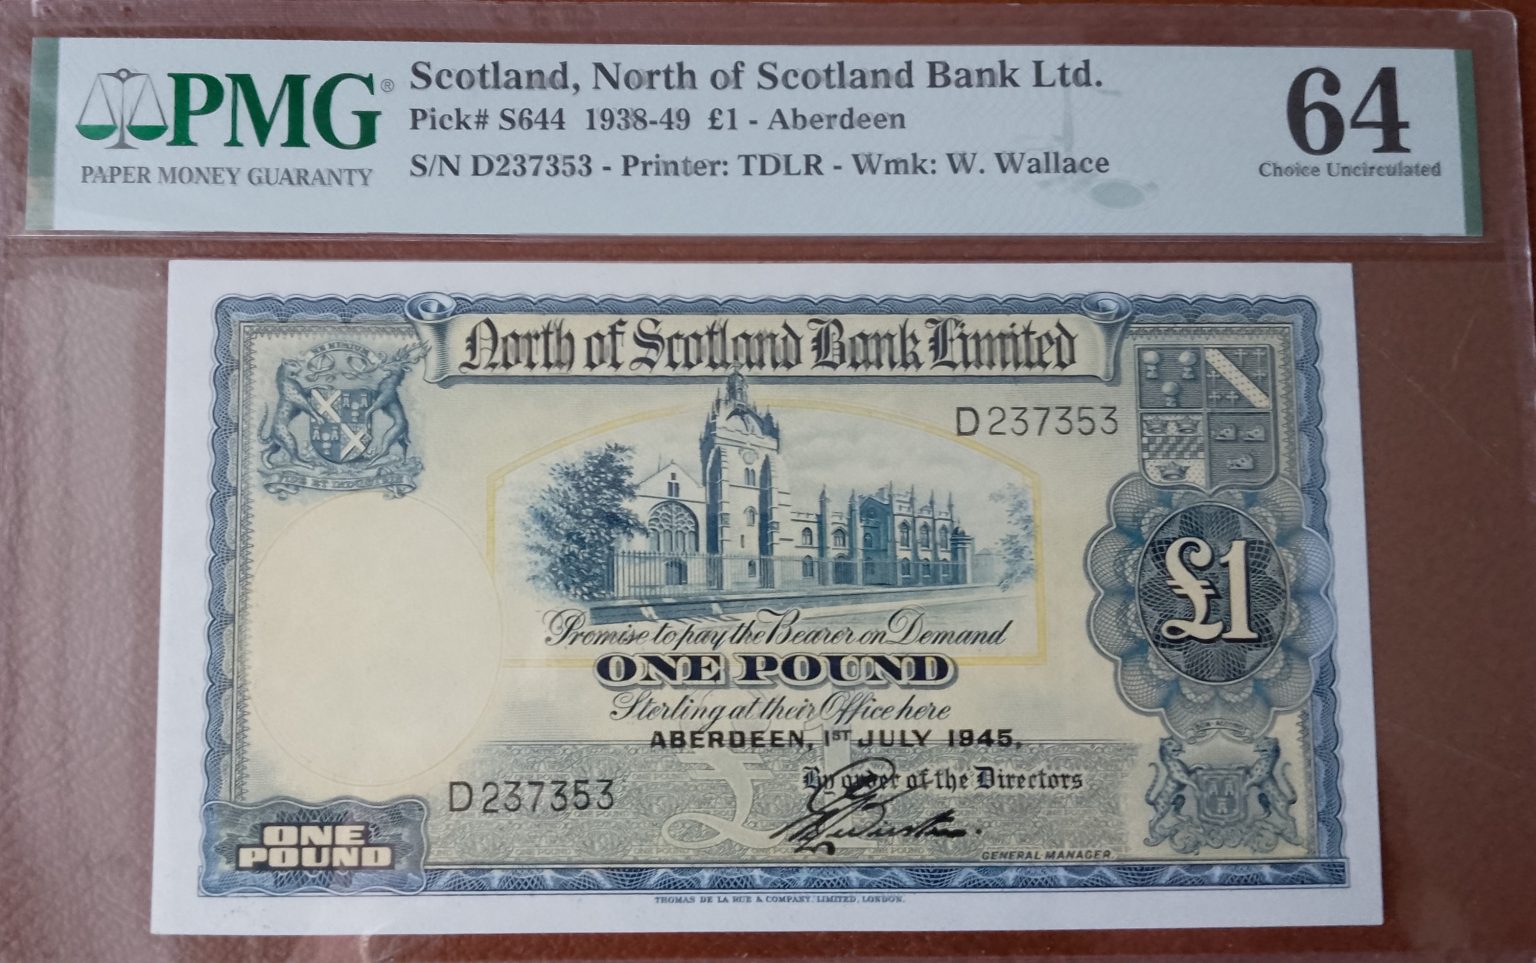 PMG®
PAPER MONEY GUARANTY
Scotland, North of Scotland Bank Ltd.
Pick# S644 1938-49 £1 - Aberdeen
S/N D237353 - Printer: TDLR - Wmk: W. Wallace
64
Choice Uncirculated
North of Scotland Bank Limited
D237353
£1
Promise to pay the Bearer on Demand
ONE POUND
Sterling at their Office here
ABERDEEN, 1ST JULY 1945,
By order of the Directors
D237353
GENERAL MANAGER.
ONE
POUND
THOMAS DE LA RUE & COMPANY, LIMITED, LONDON.